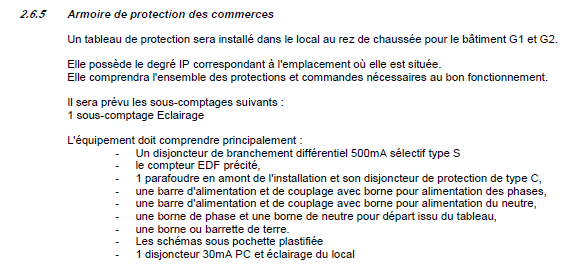 2.6.5 Armoire de protection des commerces
Un tableau de protection sera installé dans le local au rez de chaussée pour le bâtiment G1 et G2.
Elle possède le degré IP correspondant à l'emplacement où elle est située.
Elle comprendra l'ensemble des protections et commandes nécessaires au bon fonctionnement.
Il sera prévu les sous-comptages suivants :
1 sous-comptage Eclairage
L'équipement doit comprendre principalement :
- Un disjoncteur de branchement différentiel 500mA sélectif type S
- le compteur EDF précité,
- 1 parafoudre en amont de l'installation et son disjoncteur de protection de type C,
- une barre d'alimentation et de couplage avec borne pour alimentation des phases,
- une barre d'alimentation et de couplage avec borne pour alimentation du neutre,
- une borne de phase et une borne de neutre pour départ issu du tableau,
- une borne ou barrette de terre.
- Les schémas sous pochette plastifiée
- 1 disjoncteur 30mA PC et éclairage du local